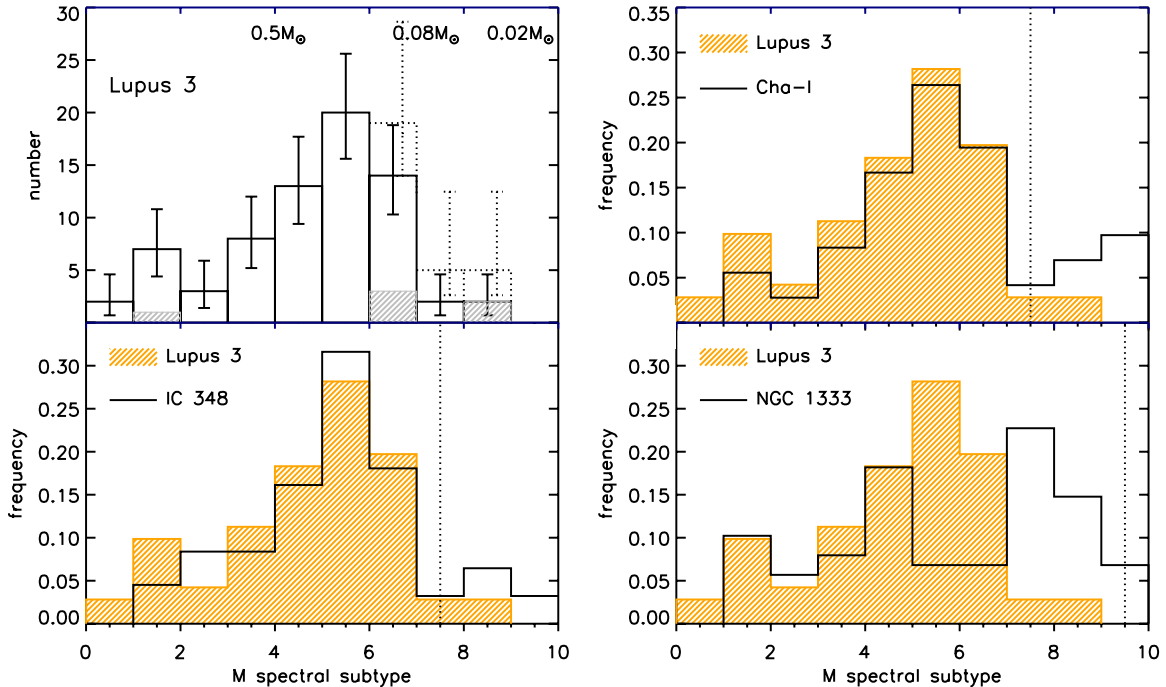 30
25
20
15
10
5
number
0.5M⊙
0.08M⊙
0.02M⊙
Lupus 3
0.35
0.30
0.25
0.20
0.15
0.10
0.05
frequency
Lupus 3
Cha-I
0.30
0.25
0.20
0.15
0.10
0.05
0.00
frequency
Lupus 3
IC 348
0 2 4 6 8 10
M spectral subtype
0.30
0.25
0.20
0.15
0.10
0.05
0.00
frequency
Lupus 3
NGC 1333
0 2 4 6 8 10
M spectral subtype